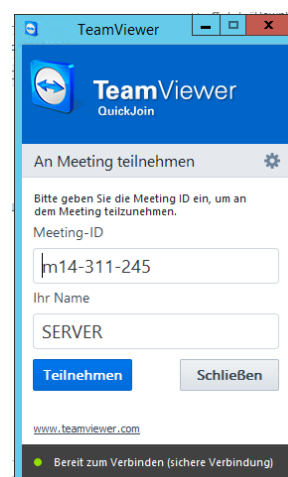 TeamViewer
TeamViewer
QuickJoin
An Meeting teilnehmen
Bitte geben Sie die Meeting ID ein, um an
dem Meeting teilzunehmen.
Meeting-ID
m14-311-245
Ihr Name
SERVER
Teilnehmen
Schließen
www.teamviewer.com
Bereit zum Verbinden (sichere Verbindung)